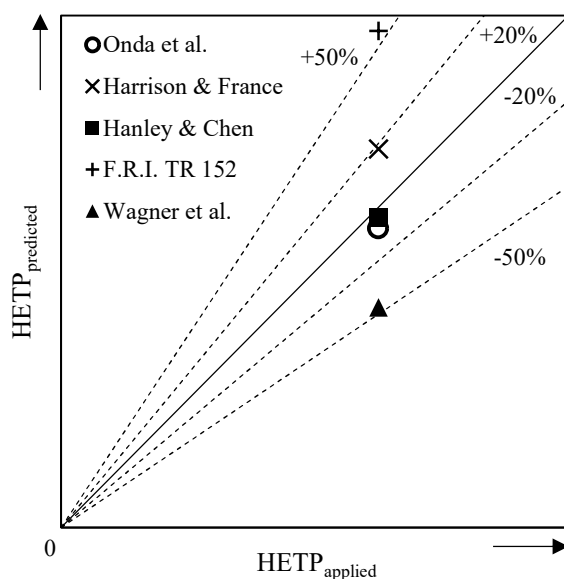 Onda et al.
Harrison & France
Hanley & Chen
F.R.I. TR 152
Wagner et al.
+50%
+20%
-20%
-50%
HETPpredicted
0
HETPapplied